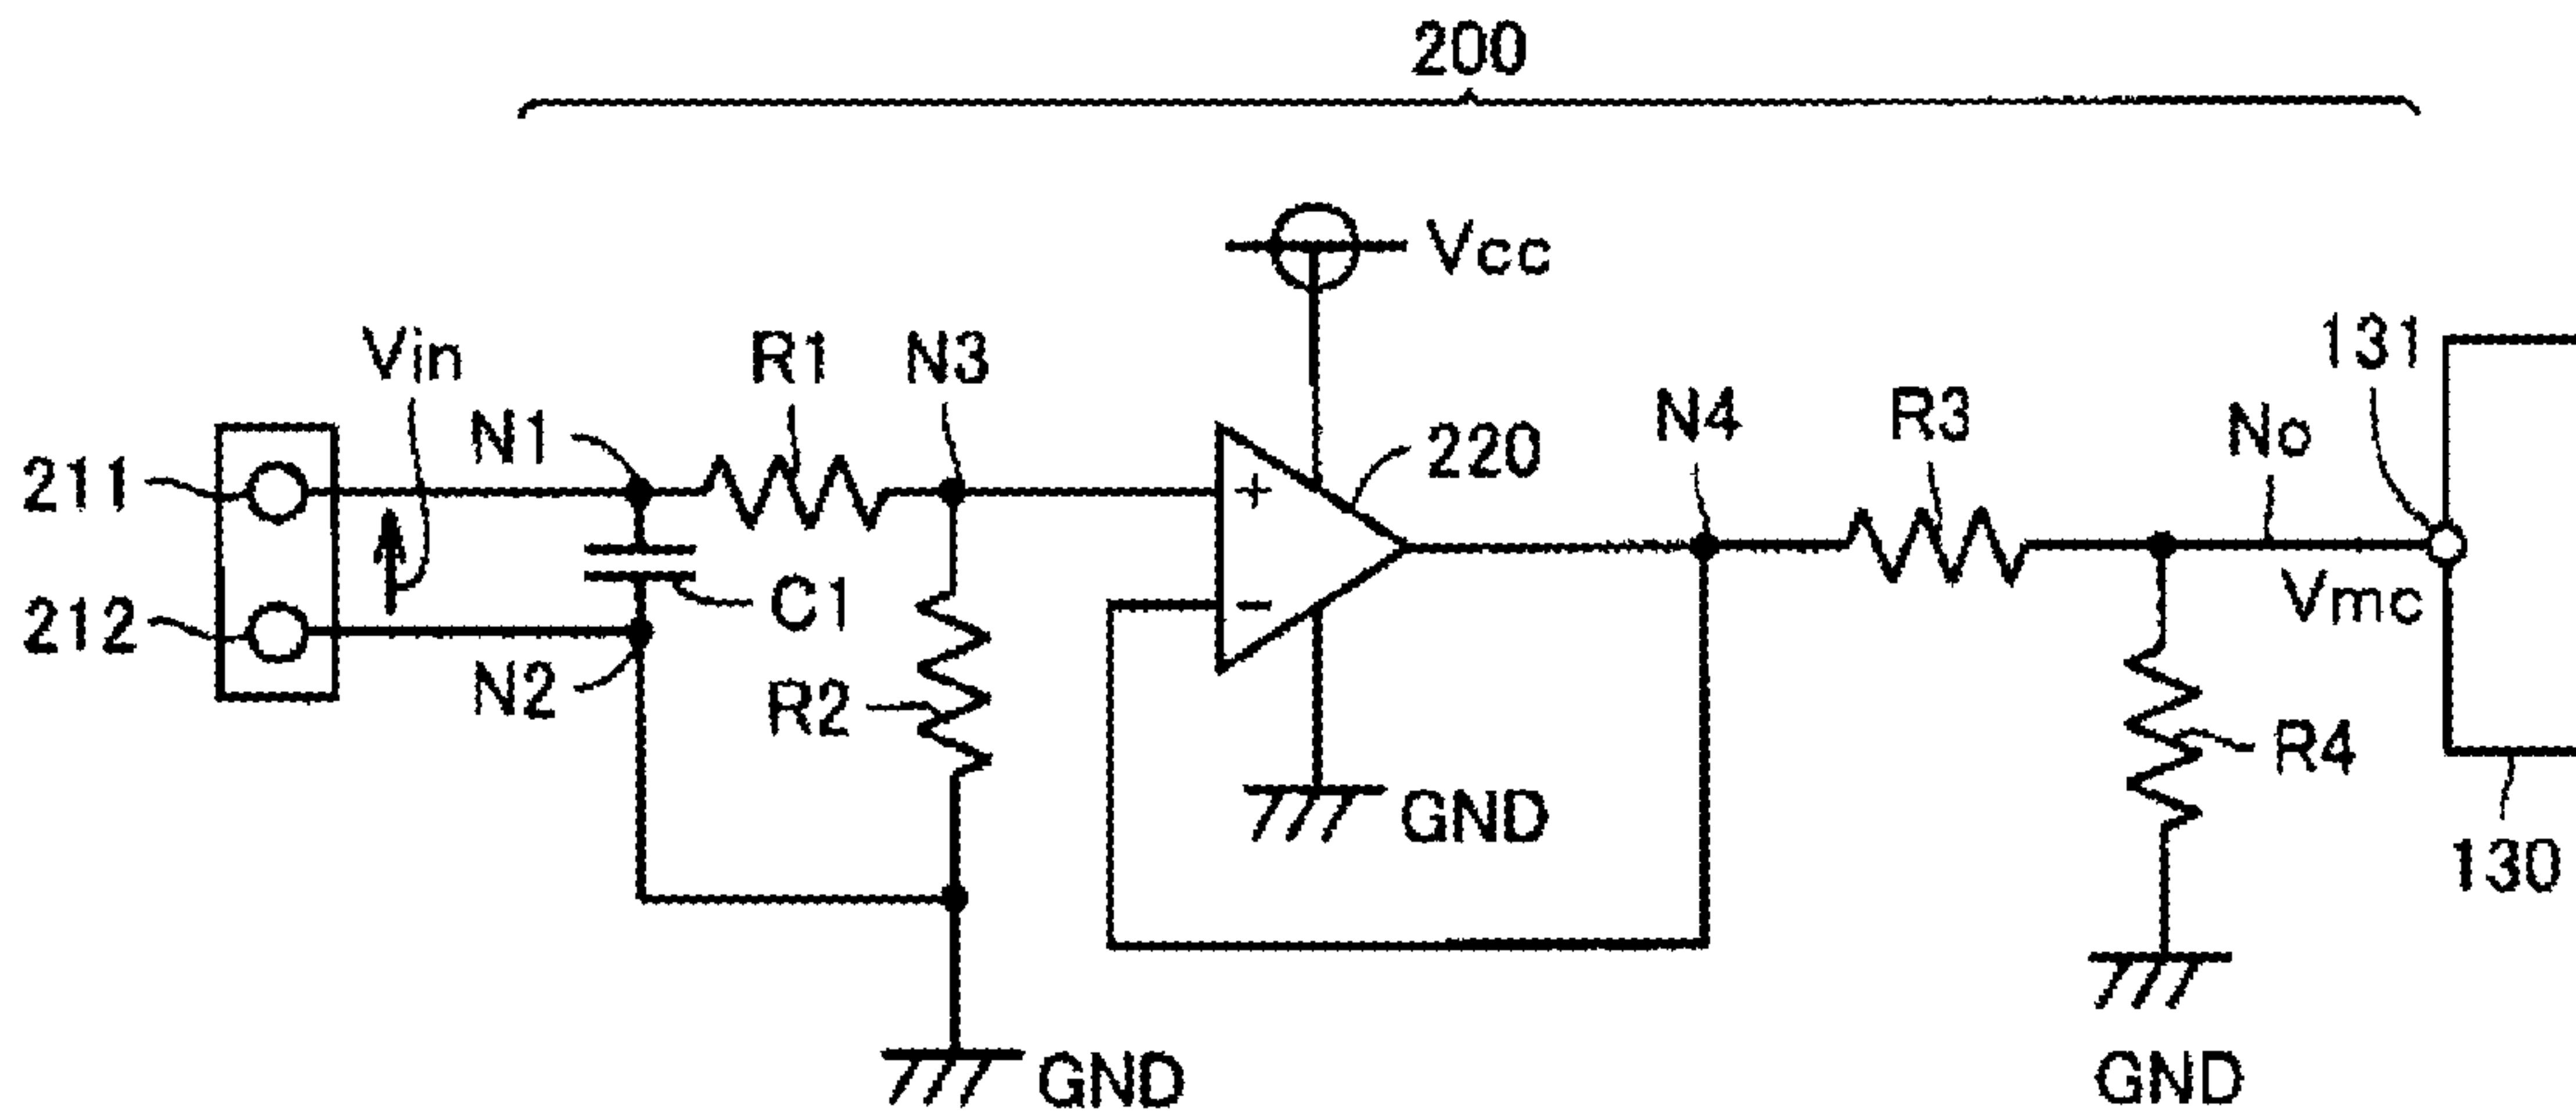 200
Vcc
Vin
R1
N3
131
N1
N4
R3
No
211
+
220
212
C1
−
Vmc
N2
R2
R4
GND
130
GND
GND